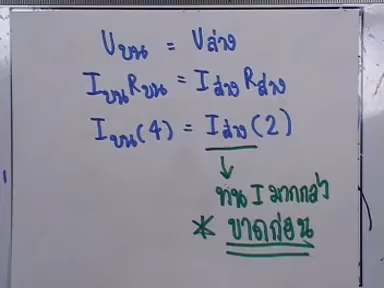 Vบน = Vล่าง
IบนRบน = Iล่างRล่าง
Iบน(4) = Iล่าง(2)
↓
ทน I มากกว่า
* ขาดก่อน